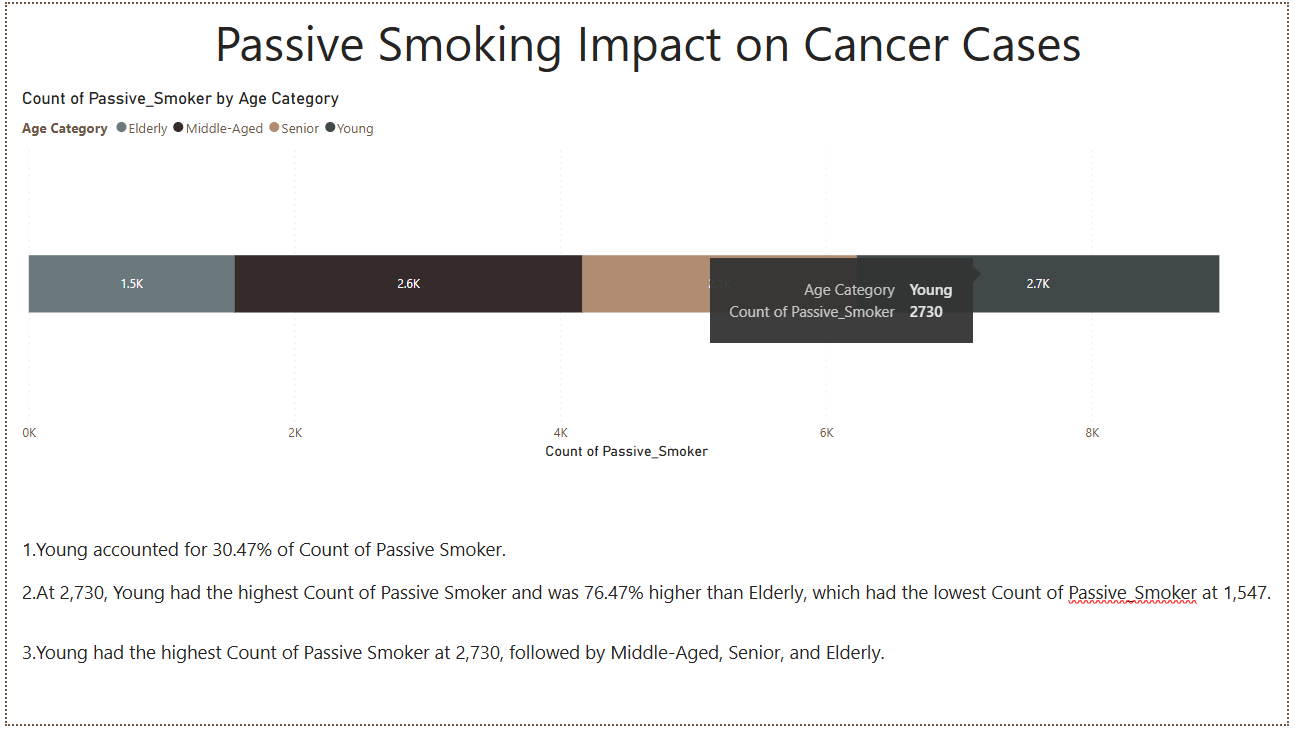 Passive Smoking Impact on Cancer Cases
Count of Passive_Smoker by Age Category
Age Category Elderly Middle-Aged Senior Young
1.5K 2.6K 2.7K
Age Category Young
Count of Passive_Smoker 2730
0K 2K 4K 6K 8K
Count of Passive_Smoker
1.Young accounted for 30.47% of Count of Passive Smoker.
2.At 2,730, Young had the highest Count of Passive Smoker and was 76.47% higher than Elderly, which had the lowest Count of Passive_Smoker at 1,547.
3.Young had the highest Count of Passive Smoker at 2,730, followed by Middle-Aged, Senior, and Elderly.